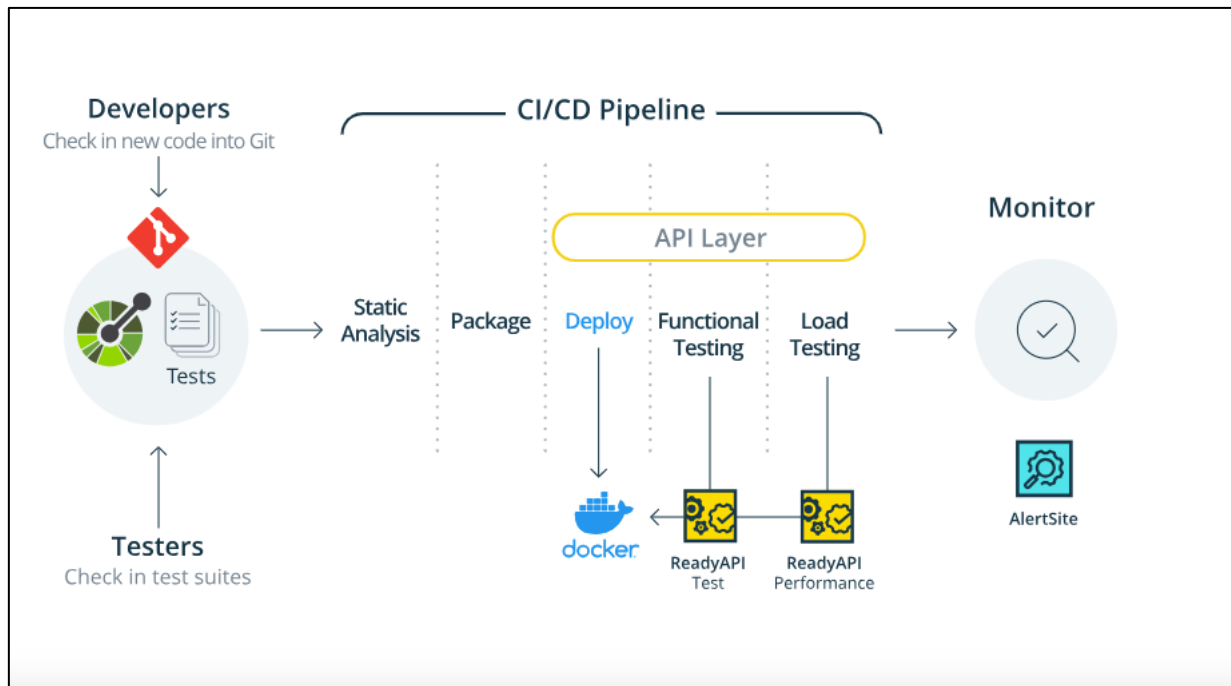 Developers
Check in new code into Git
CI/CD Pipeline
Monitor
API Layer
Static
Analysis
Package
Deploy
Functional
Testing
Load
Testing
Tests
docker
AlertSite
Testers
Check in test suites
ReadyAPI
Test
ReadyAPI
Performance